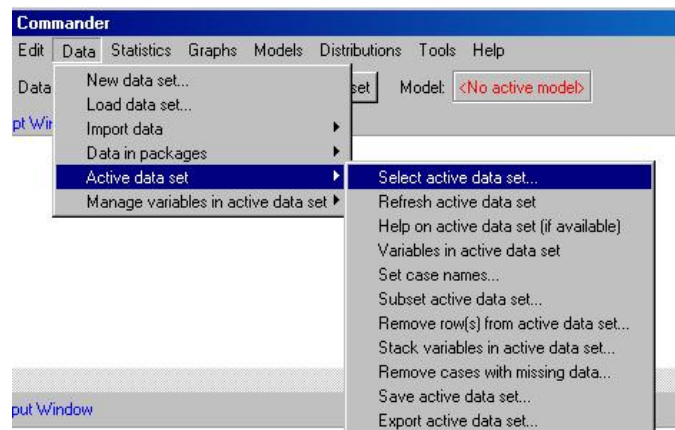 Commander
Edit Data Statistics Graphs Models Distributions Tools Help
Data
set
Model: <No active model>
pt Wir
New data set...
Load data set...
Import data
Data in packages
Active data set
Manage variables in active data set
Select active data set...
Refresh active data set
Help on active data set (if available)
Variables in active data set
Set case names...
Subset active data set...
Remove row(s) from active data set...
Stack variables in active data set...
Remove cases with missing data...
Save active data set...
Export active data set...
put Window